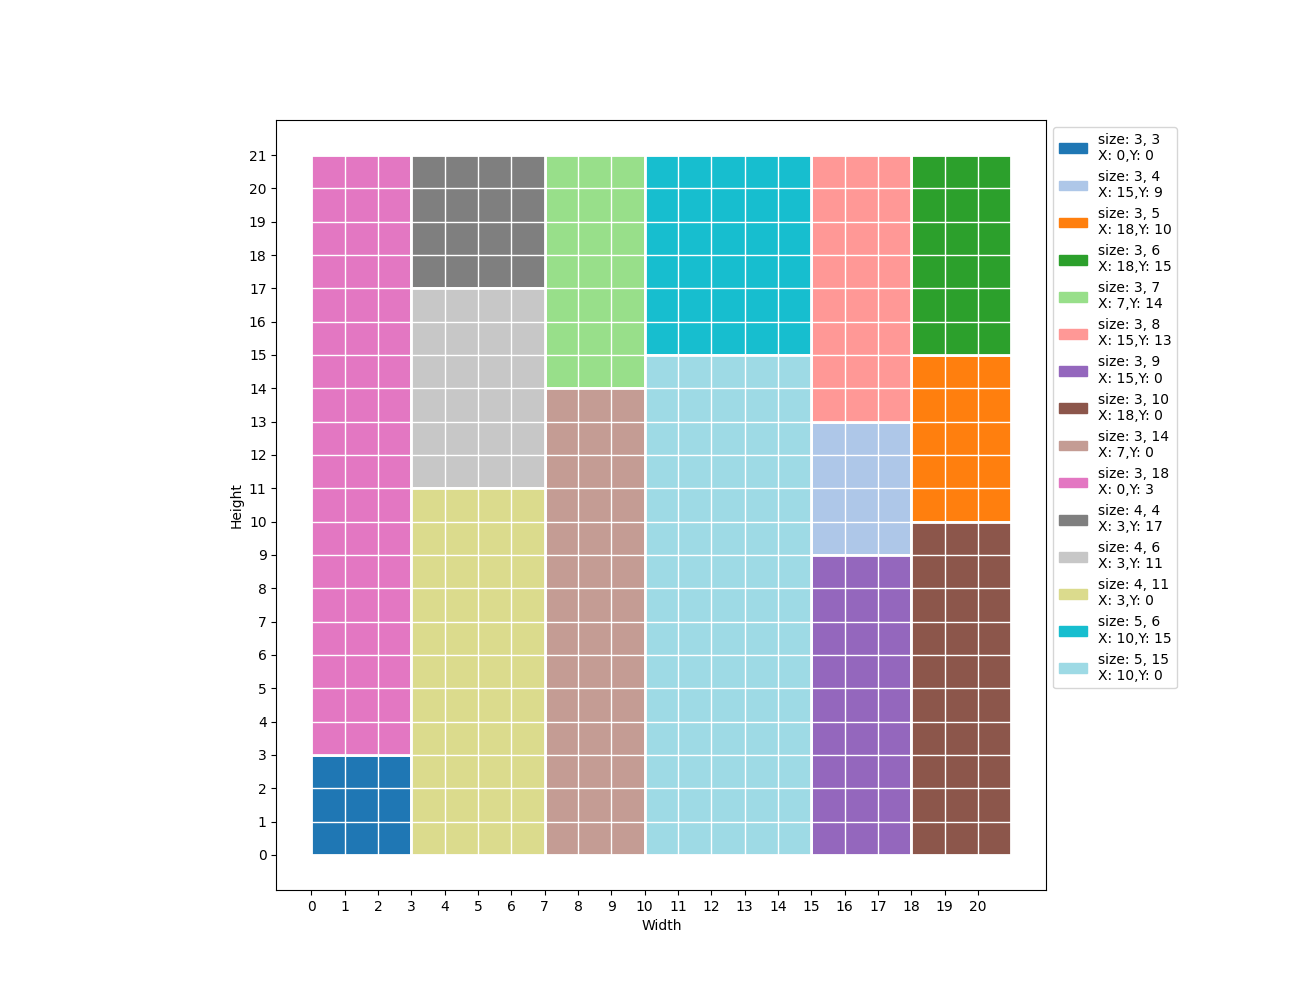 21
20
19
18
17
16
15
14
13
12
11
10
9
8
7
6
5
4
3
2
1
0
Height
0 1 2 3 4 5 6 7 8 9 10 11 12 13 14 15 16 17 18 19 20
Width
size: 3, 3
X: 0,Y: 0
size: 3, 4
X: 15,Y: 9
size: 3, 5
X: 18,Y: 10
size: 3, 6
X: 18,Y: 15
size: 3, 7
X: 7,Y: 14
size: 3, 8
X: 15,Y: 13
size: 3, 9
X: 15,Y: 0
size: 3, 10
X: 18,Y: 0
size: 3, 14
X: 7,Y: 0
size: 3, 18
X: 0,Y: 3
size: 4, 4
X: 3,Y: 17
size: 4, 6
X: 3,Y: 11
size: 4, 11
X: 3,Y: 0
size: 5, 6
X: 10,Y: 15
size: 5, 15
X: 10,Y: 0